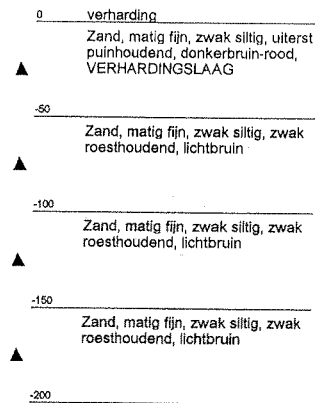 0 verharding
Zand, matig fijn, zwak siltig, uiterst
puinhoudend, donkerbruin-rood,
VERHARDINGSLAAG
-50
Zand, matig fijn, zwak siltig, zwak
roesthoudend, lichtbruin
-100
Zand, matig fijn, zwak siltig, zwak
roesthoudend, lichtbruin
-150
Zand, matig fijn, zwak siltig, zwak
roesthoudend, lichtbruin
-200